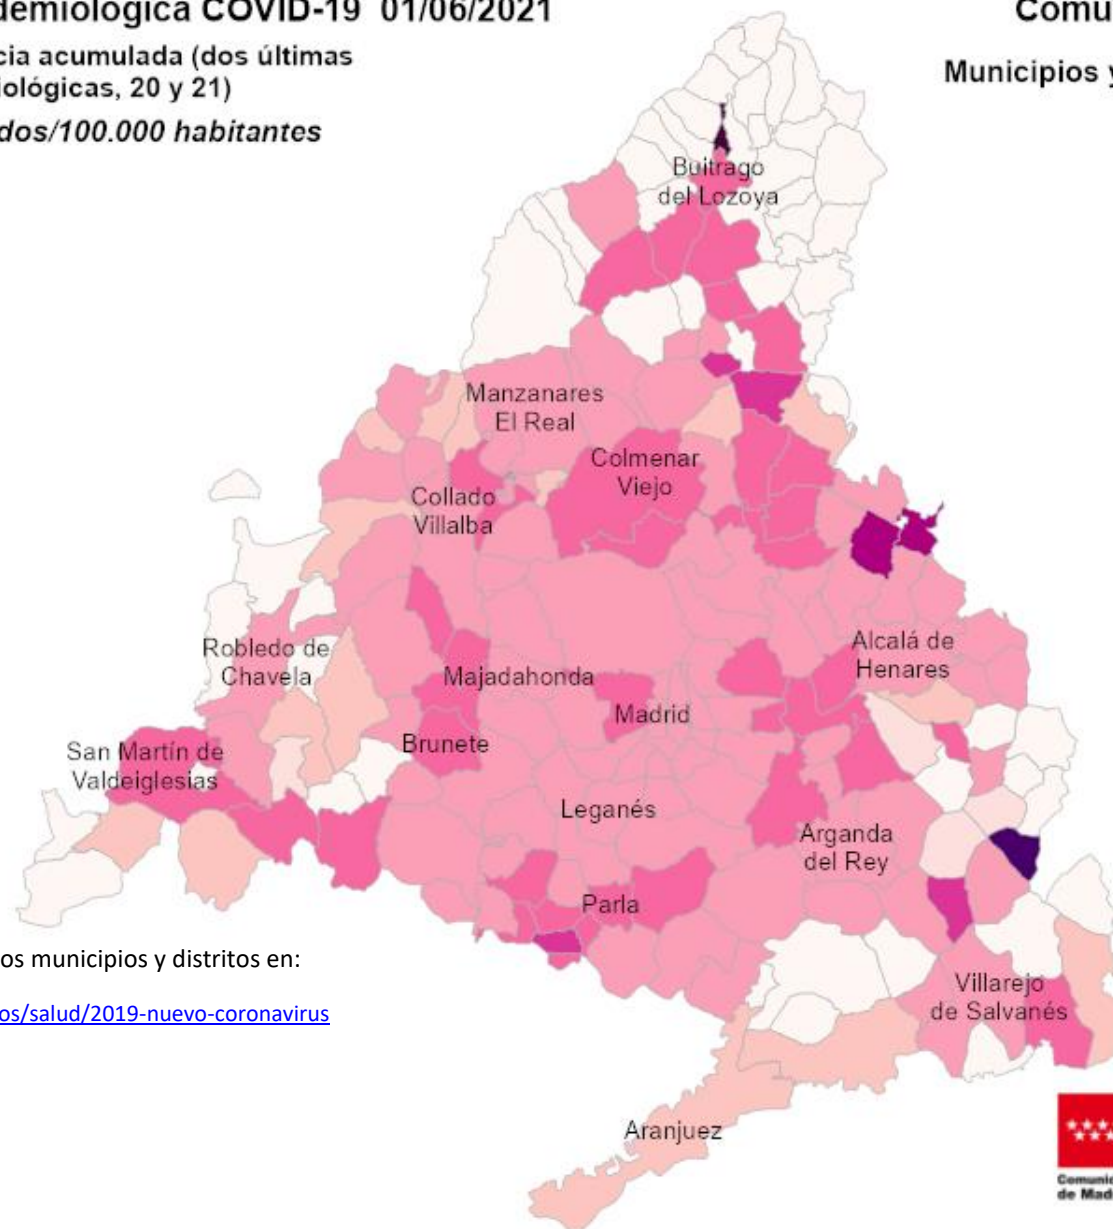 demiológica COVID-19 01/06/2021
Comu
cia acumulada (dos últimas
iológicas, 20 y 21)
Municipios y
dos/100.000 habitantes
Buitrago
del Lozoya
Manzanares
El Real
Colmenar
Viejo
Collado
Villalba
Robledo de
Chavela
Alcalá de
Henares
Majadahonda
Madrid
Brunete
San Martín de
Valdeiglesias
Leganés
Arganda
del Rey
Parla
os municipios y distritos en:
Villarejo
de Salvanés
os/salud/2019-nuevo-coronavirus
Aranjuez
Comunid
de Mad